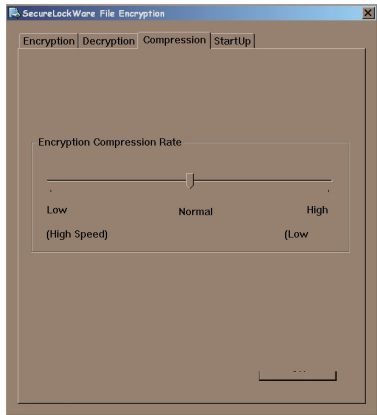 SecureLockWare File Encryption
Encryption Decryption Compression StartUp
Encryption Compression Rate
Low Normal High
(High Speed) (Low